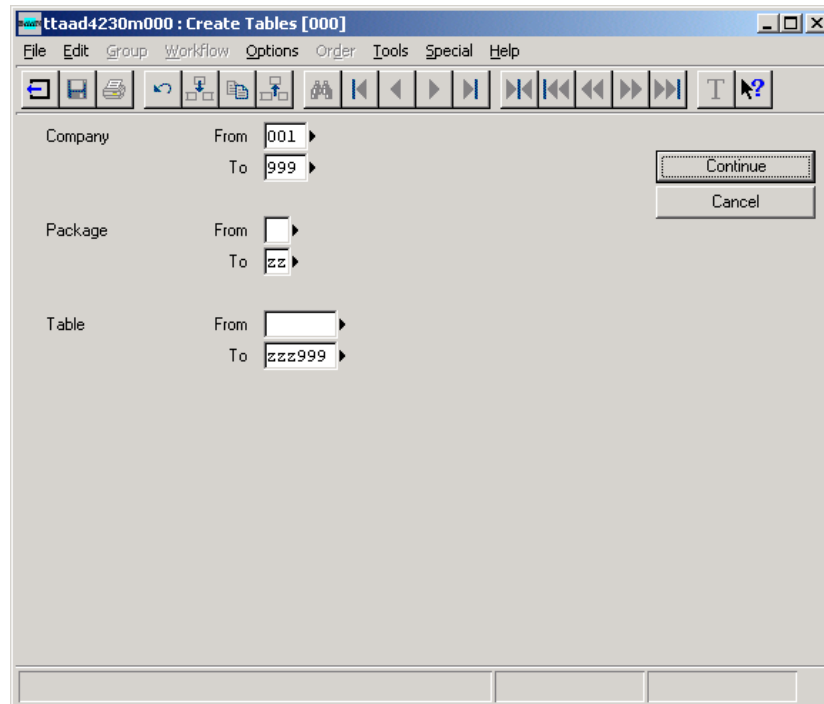 ttaad4230m000 : Create Tables [000]
File Edit Group Workflow Options Order Tools Special Help
T ?
Company From 001
To 999
Continue
Cancel
Package From
To zz
Table From
To zzz999